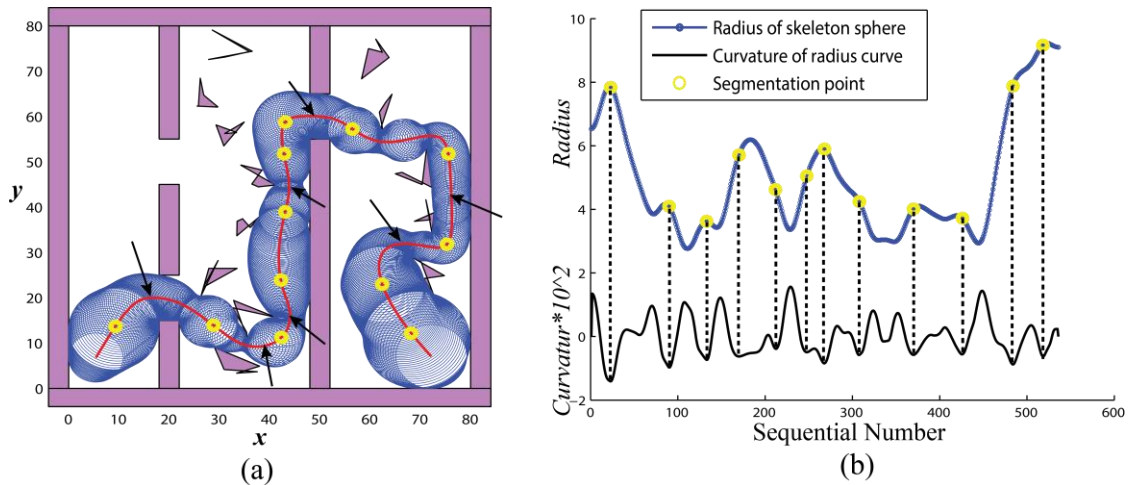 80
70
60
50
40
30
20
10
0
y
0 10 20 30 40 50 60 70 80
x
(a)
Radius of skeleton sphere
Curvature of radius curve
Segmentation point
8
6
4
2
0
−2
Radius
Curvatur*10^2
0 100 200 300 400 500 600
Sequential Number
(b)